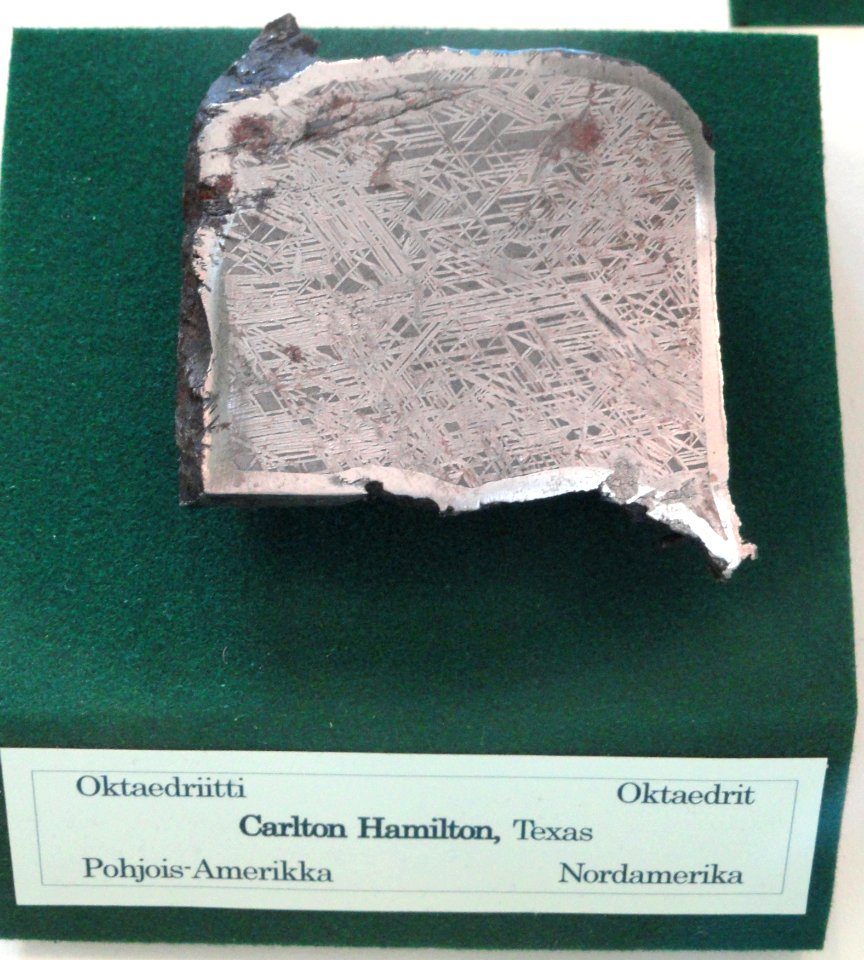 Oktaedriitti Oktaedrit
Carlton Hamilton, Texas
Pohjois-Amerikka Nordamerika